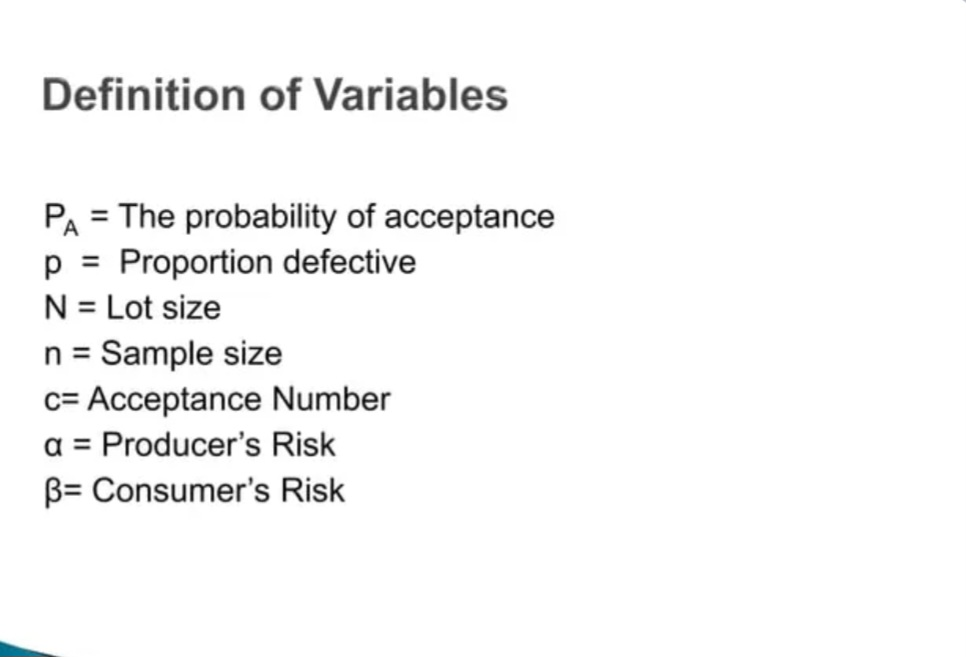 Definition of Variables
P_A = The probability of acceptance
p = Proportion defective
N = Lot size
n = Sample size
c= Acceptance Number
α = Producer's Risk
β= Consumer's Risk